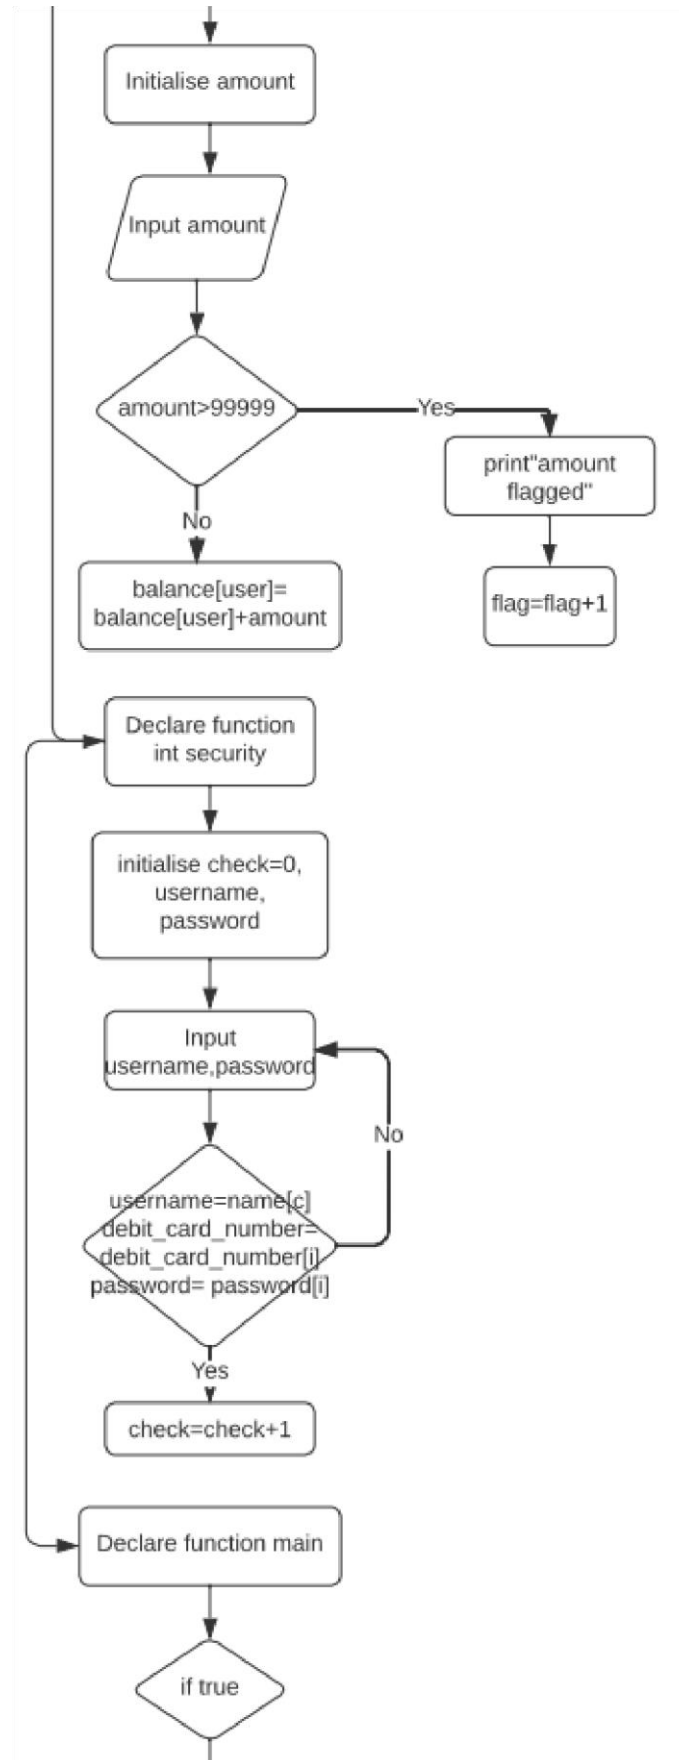 Initialise amount
Input amount
amount>99999
Yes
print"amount
flagged"
No
flag=flag+1
balance[user]=
balance[user]+amount
Declare function
int security
initialise check=0,
username,
password
Input
username,password
No
username=name[c]
debit_card_number=
debit_card_number[i]
password= password[i]
Yes
check=check+1
Declare function main
if true